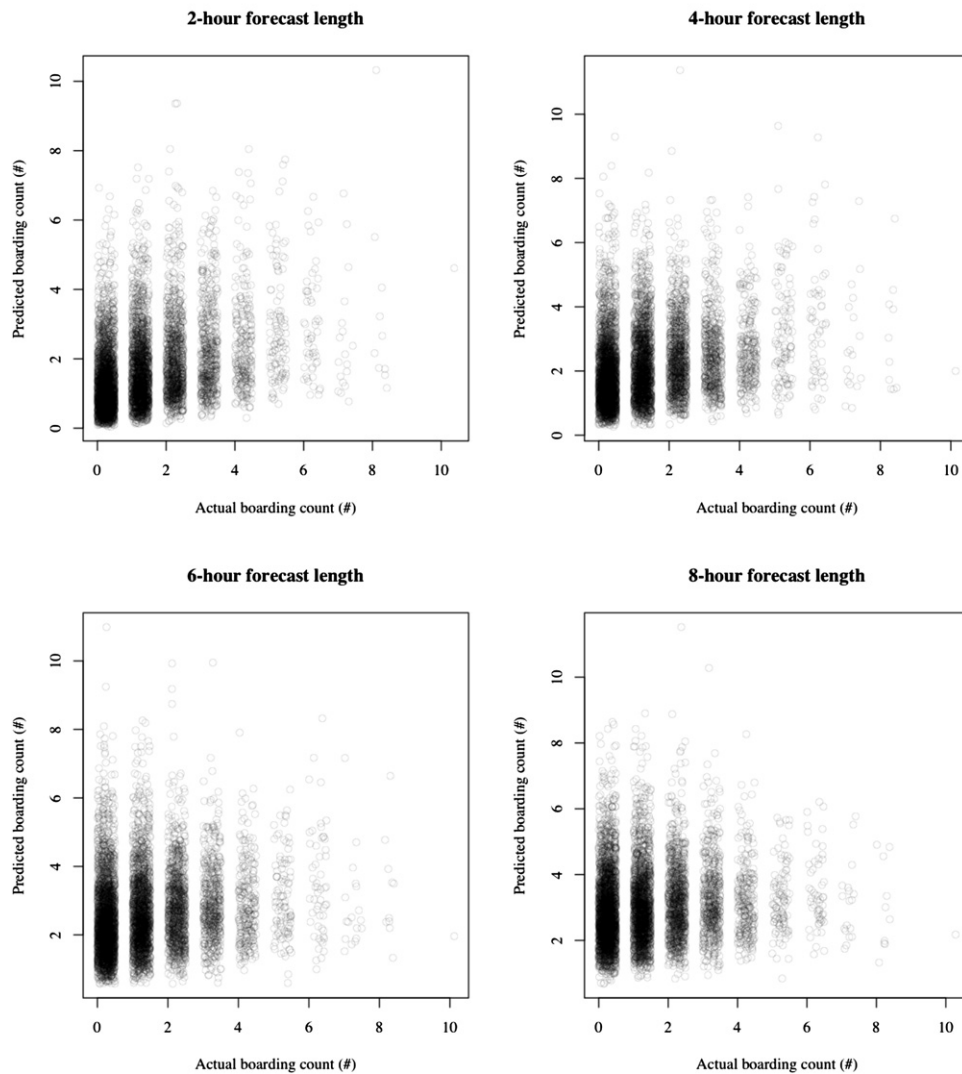 2-hour forecast length
4-hour forecast length
Predicted boarding count (#)
10
8
6
4
2
0
0 2 4 6 8 10
Actual boarding count (#)
Predicted boarding count (#)
10
8
6
4
2
0
0 2 4 6 8 10
Actual boarding count (#)
6-hour forecast length
8-hour forecast length
Predicted boarding count (#)
10
8
6
4
2
0 2 4 6 8 10
Actual boarding count (#)
Predicted boarding count (#)
10
8
6
4
2
0 2 4 6 8 10
Actual boarding count (#)